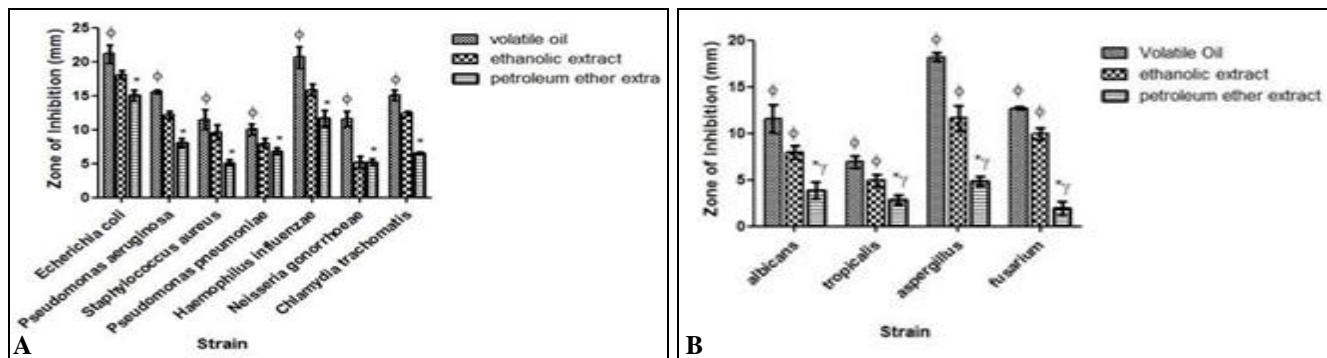 25
20
15
10
5
0
Zone of Inhibition (mm)
ϕ ϕ ϕ ϕ ϕ ϕ ϕ
* * * * * * *
volatile oil
ethanolic extract
petroleum ether extra
Echerichia coli
Pseudomonas aeruginosa
Staphylococcus aureus
Pseudomonas pneumoniae
Haemophilus influenzae
Neisseria gonorrhoeae
Chlamydia trachomatis
Strain
A
20
15
10
5
0
Zone of Inhibition (mm)
ϕ ϕ ϕ ϕ ϕ ϕ ϕ ϕ
*γ *γ *γ *γ
Volatile Oil
ethanolic extract
petroleum ether extract
albicans
tropicalis
aspergillus
fusarium
Strain
B